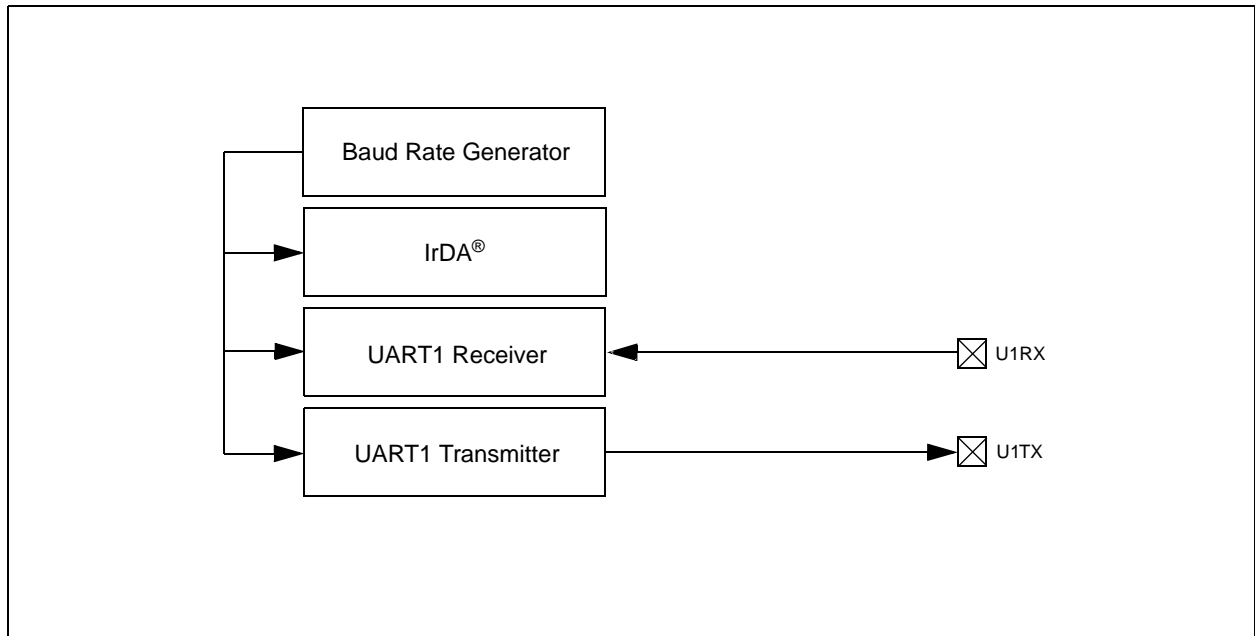 Baud Rate Generator
IrDA®
UART1 Receiver
U1RX
UART1 Transmitter
U1TX